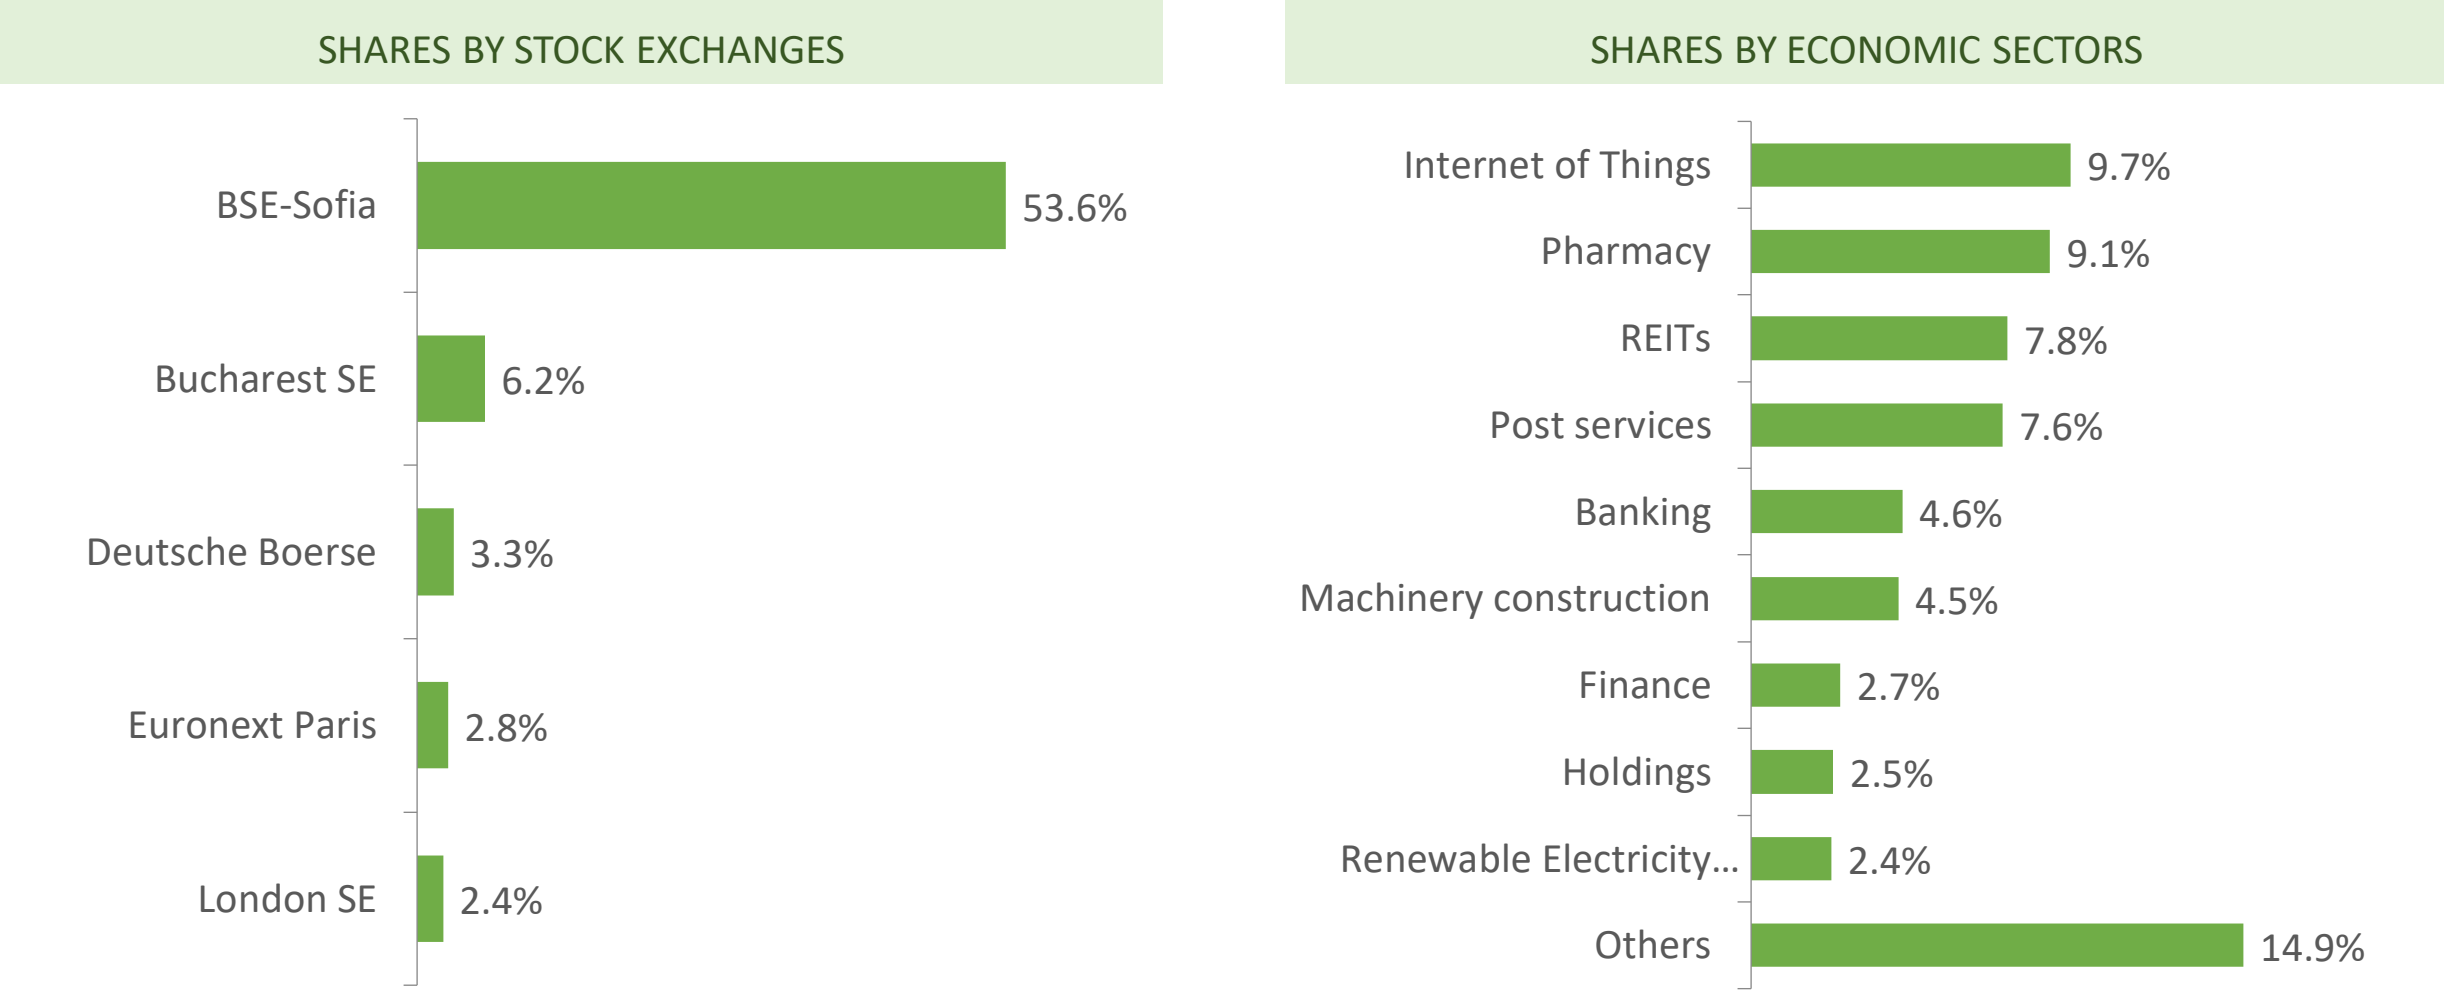 SHARES BY STOCK EXCHANGES
BSE-Sofia 53.6%
Bucharest SE 6.2%
Deutsche Boerse 3.3%
Euronext Paris 2.8%
London SE 2.4%
SHARES BY ECONOMIC SECTORS
Internet of Things 9.7%
Pharmacy 9.1%
REITs 7.8%
Post services 7.6%
Banking 4.6%
Machinery construction 4.5%
Finance 2.7%
Holdings 2.5%
Renewable Electricity... 2.4%
Others 14.9%